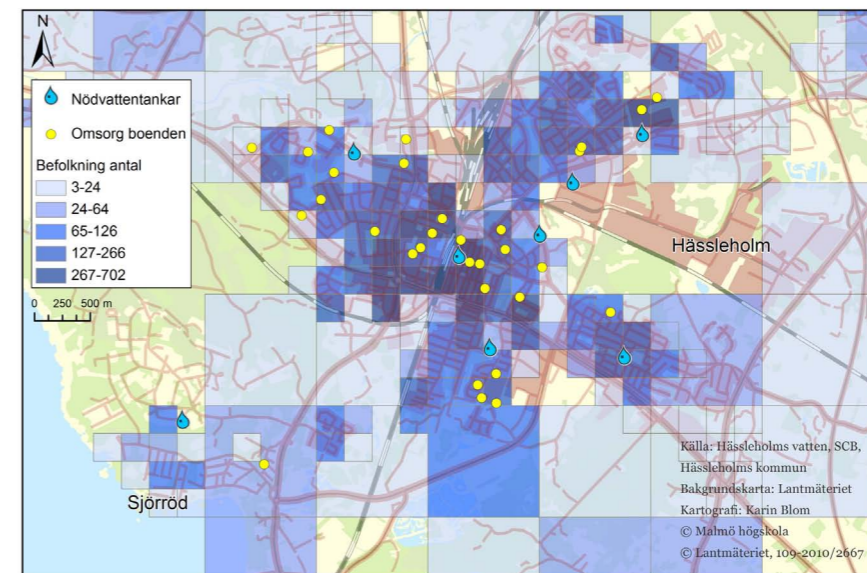 N
Nödvattentankar
Omsorg boenden
Befolkning antal
3-24
24-64
65-126
127-266
267-702
0 250 500 m
Hässleholm
Sjörröd
Källa: Hässleholms vatten, SCB,
Hässleholms kommun
Bakgrundskarta: Lantmäteriet
Kartografi: Karin Blom
© Malmö högskola
© Lantmäteriet, 109-2010/2667